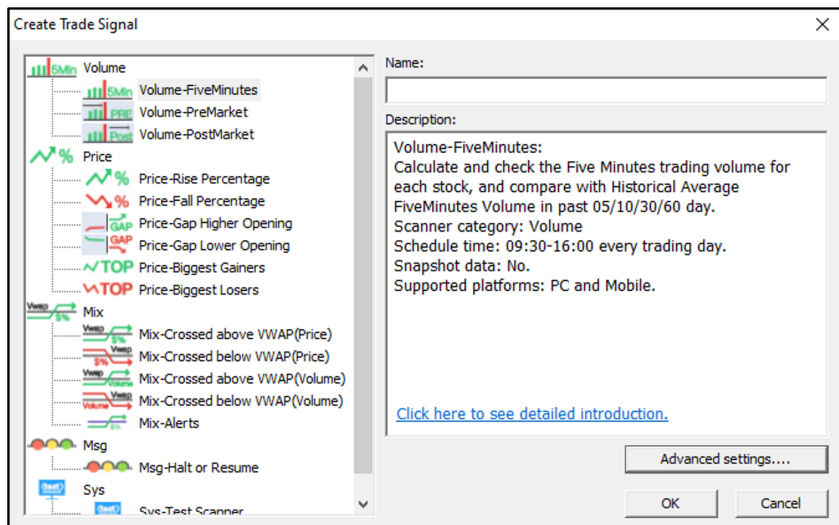 Create Trade Signal
Volume
Volume-FiveMinutes
Volume-PreMarket
Volume-PostMarket
Price
Price-Rise Percentage
Price-Fall Percentage
Price-Gap Higher Opening
Price-Gap Lower Opening
Price-Biggest Gainers
Price-Biggest Losers
Mix
Mix-Crossed above VWAP(Price)
Mix-Crossed below VWAP(Price)
Mix-Crossed above VWAP(Volume)
Mix-Crossed below VWAP(Volume)
Mix-Alerts
Msg
Msg-Halt or Resume
Sys
Sys-Test Scanner
Name:
Description:
Volume-FiveMinutes:
Calculate and check the Five Minutes trading volume for
each stock, and compare with Historical Average
FiveMinutes Volume in past 05/10/30/60 day.
Scanner category: Volume
Schedule time: 09:30-16:00 every trading day.
Snapshot data: No.
Supported platforms: PC and Mobile.
Click here to see detailed introduction.
Advanced settings....
OK
Cancel